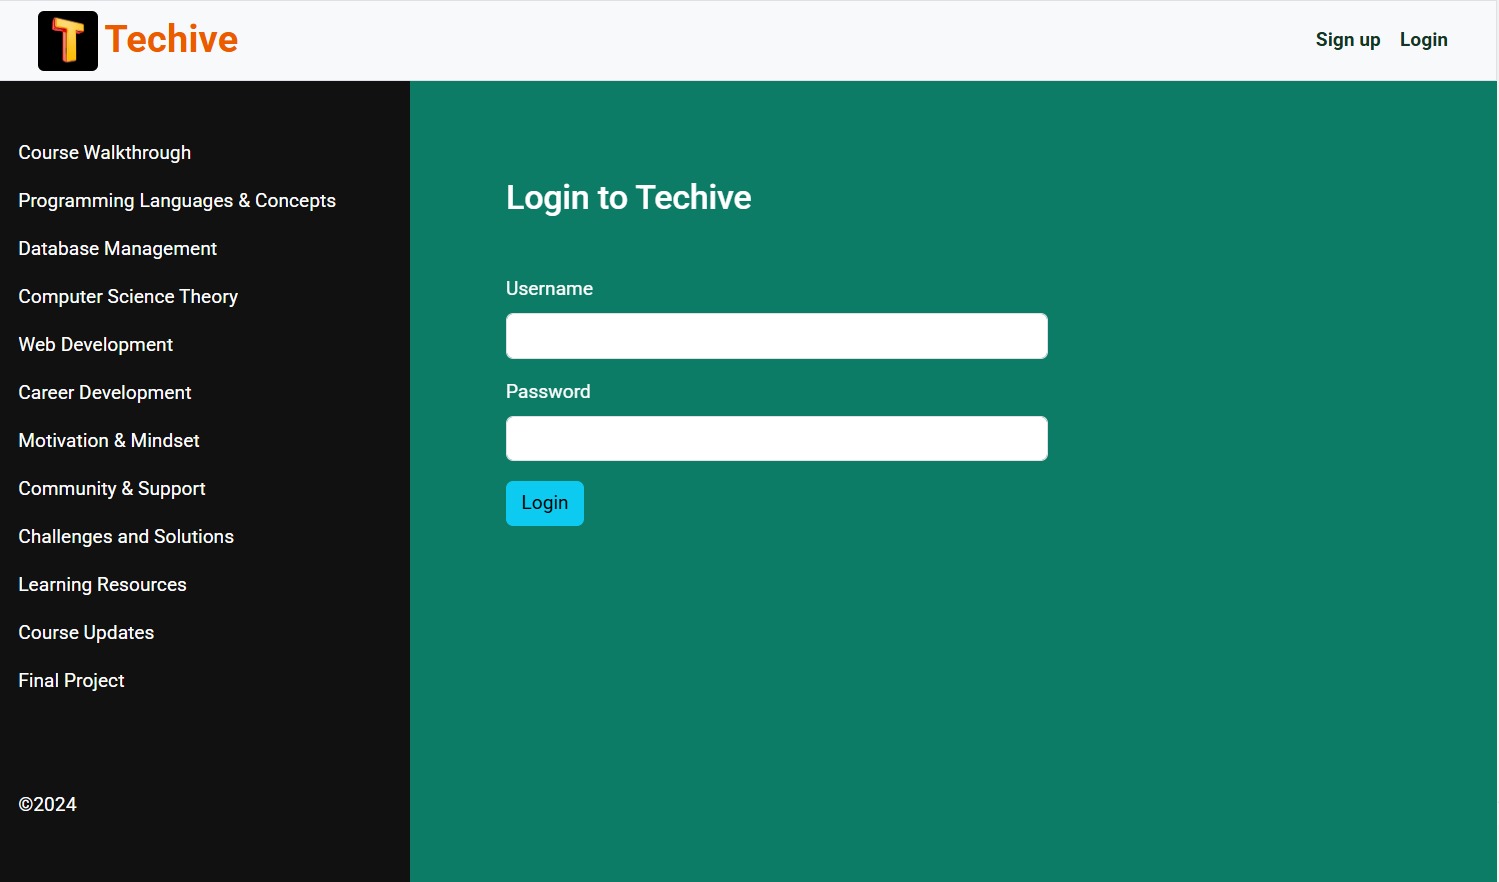 T Techive
Sign up Login
Course Walkthrough
Programming Languages & Concepts
Database Management
Computer Science Theory
Web Development
Career Development
Motivation & Mindset
Community & Support
Challenges and Solutions
Learning Resources
Course Updates
Final Project
©2024
Login to Techive
Username
Password
Login